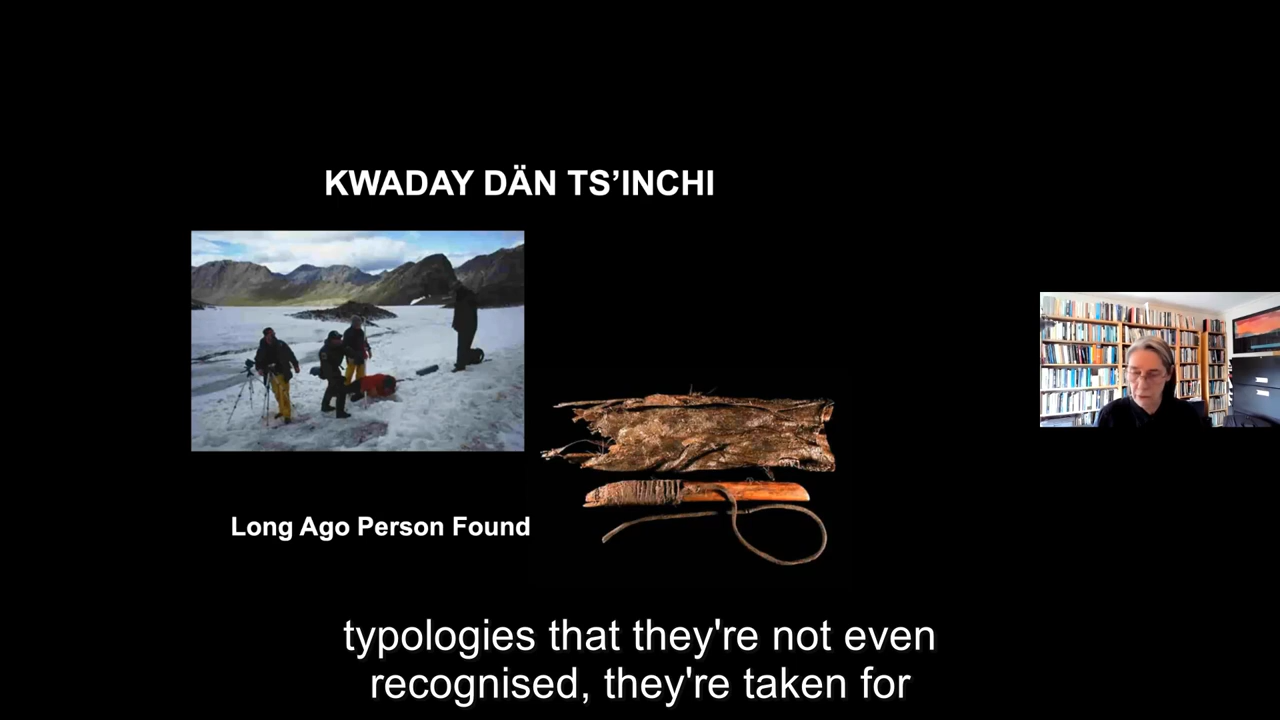 KWADAY DÄN TS’INCHI
Long Ago Person Found
typologies that they're not even
recognised, they're taken for